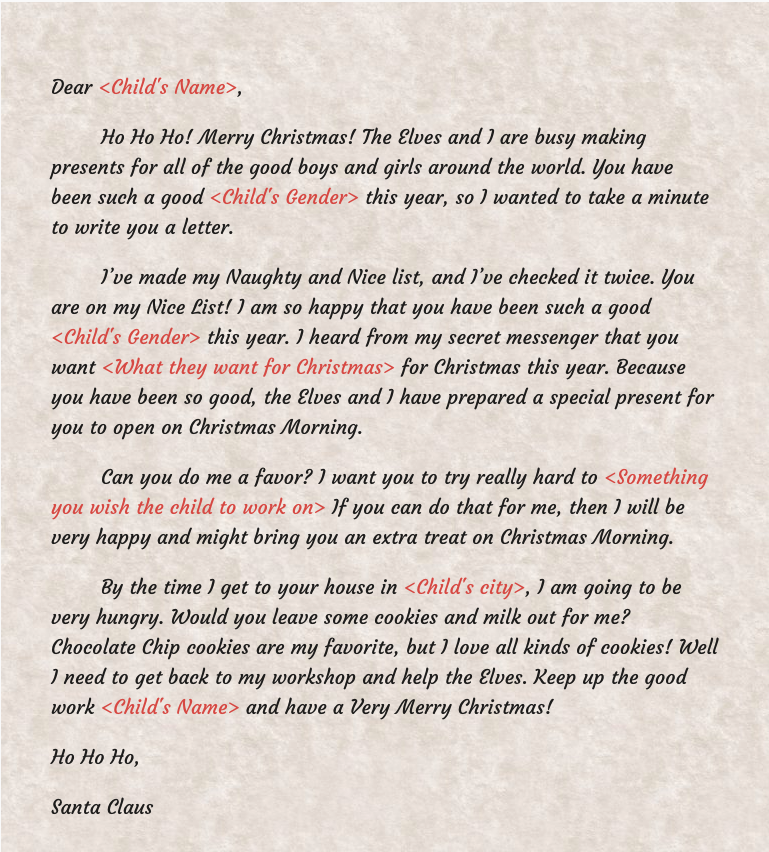 Dear <Child's Name>,
Ho Ho Ho! Merry Christmas! The Elves and I are busy making
presents for all of the good boys and girls around the world. You have
been such a good <Child's Gender> this year, so I wanted to take a minute
to write you a letter.
I've made my Naughty and Nice list, and I've checked it twice. You
are on my Nice List! I am so happy that you have been such a good
<Child's Gender> this year. I heard from my secret messenger that you
want <What they want for Christmas> for Christmas this year. Because
you have been so good, the Elves and I have prepared a special present for
you to open on Christmas Morning.
Can you do me a favor? I want you to try really hard to <Something
you wish the child to work on> If you can do that for me, then I will be
very happy and might bring you an extra treat on Christmas Morning.
By the time I get to your house in <Child's city>, I am going to be
very hungry. Would you leave some cookies and milk out for me?
Chocolate Chip cookies are my favorite, but I love all kinds of cookies! Well
I need to get back to my workshop and help the Elves. Keep up the good
work <Child's Name> and have a Very Merry Christmas!
Ho Ho Ho,
Santa Claus